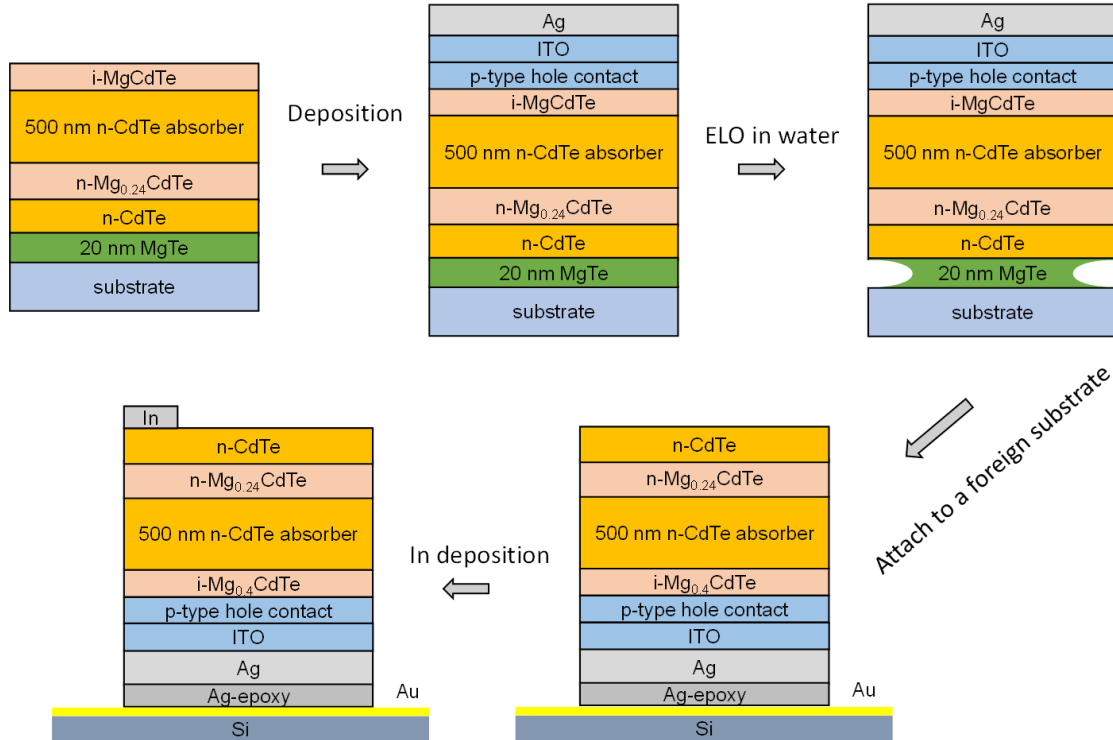 i-MgCdTe
500 nm n-CdTe absorber
n-Mg0.24CdTe
n-CdTe
20 nm MgTe
substrate
Deposition
Ag
ITO
p-type hole contact
i-MgCdTe
500 nm n-CdTe absorber
n-Mg0.24CdTe
n-CdTe
20 nm MgTe
substrate
ELO in water
Ag
ITO
p-type hole contact
i-MgCdTe
500 nm n-CdTe absorber
n-Mg0.24CdTe
n-CdTe
20 nm MgTe
substrate
Attach to a foreign substrate
n-CdTe
n-Mg0.24CdTe
500 nm n-CdTe absorber
i-Mg0.4CdTe
p-type hole contact
ITO
Ag
Ag-epoxy
Au
Si
In deposition
In
n-CdTe
n-Mg0.24CdTe
500 nm n-CdTe absorber
i-Mg0.4CdTe
p-type hole contact
ITO
Ag
Ag-epoxy
Au
Si